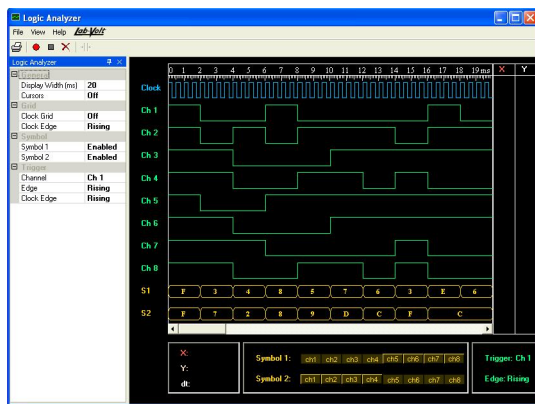 Logic Analyzer
File View Help Lab-Volt
Logic Analyzer
General
Display Width (ms) 20
Cursors Off
Grid
Clock Grid Off
Clock Edge Rising
Symbol
Symbol 1 Enabled
Symbol 2 Enabled
Trigger
Channel Ch 1
Edge Rising
Clock Edge Rising
0 1 2 3 4 5 6 7 8 9 10 11 12 13 14 15 16 17 18 19 ms X Y
Clock
Ch 1
Ch 2
Ch 3
Ch 4
Ch 5
Ch 6
Ch 7
Ch 8
S1 F 3 4 8 5 7 6 3 E 6
S2 F 7 2 8 9 D C F C
X:
Y:
dt:
Symbol 1: ch1 ch2 ch3 ch4 ch5 ch6 ch7 ch8
Symbol 2: ch1 ch2 ch3 ch4 ch5 ch6 ch7 ch8
Trigger: Ch 1
Edge: Rising